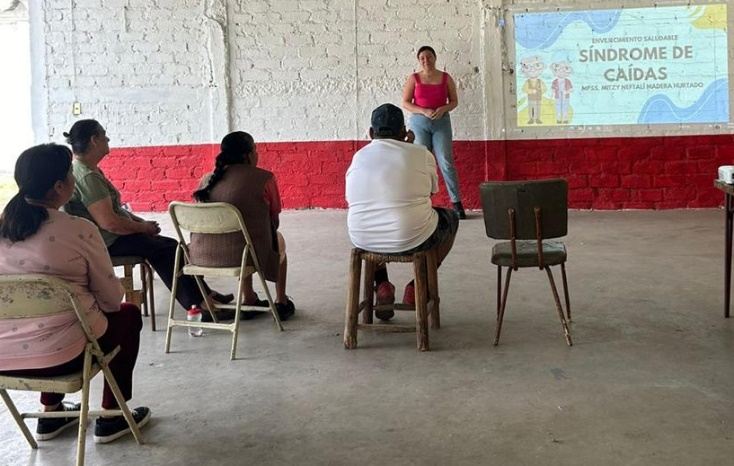 ENVEJECIMIENTO SALUDABLE
SÍNDROME DE
CAÍDAS
MPSS. MITZY NEFTALÍ MADERA HURTADO